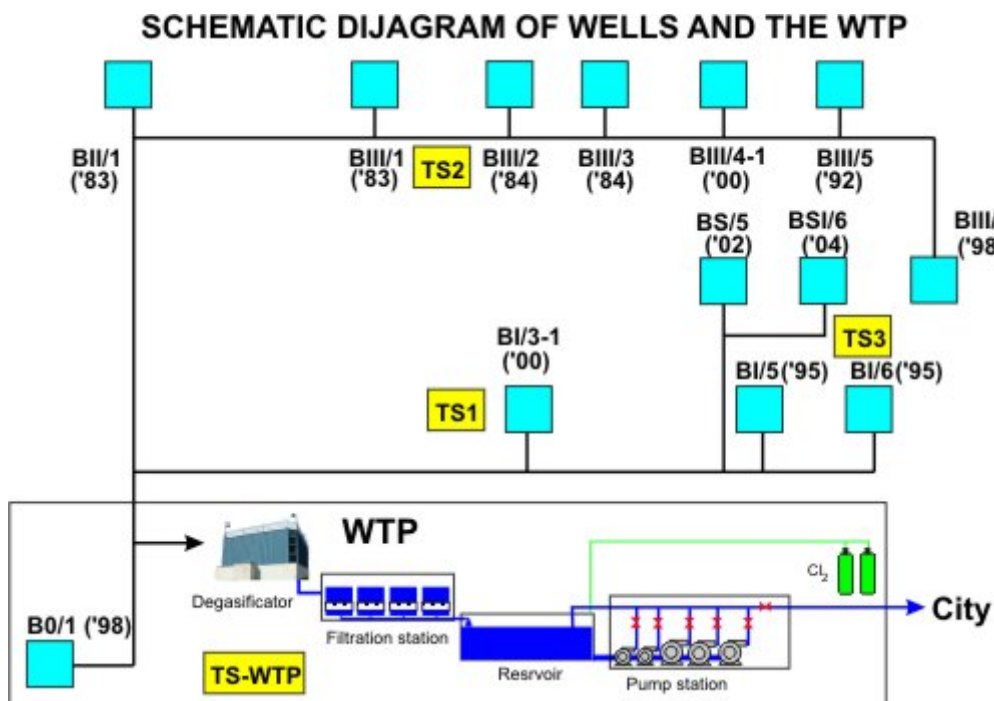 SCHEMATIC DIJAGRAM OF WELLS AND THE WTP
BII/1
('83)
BIII/1
('83)
TS2
BIII/2
('84)
BIII/3
('84)
BIII/4-1
('00)
BIII/5
('92)
BS/5
('02)
BSI/6
('04)
BIII/
('98
BI/3-1
('00)
TS3
TS1
BI/5 ('95)
BI/6 ('95)
WTP
Degasificator
Filtration station
Resrvoir
Pump station
Cl2
City
B0/1 ('98)
TS-WTP